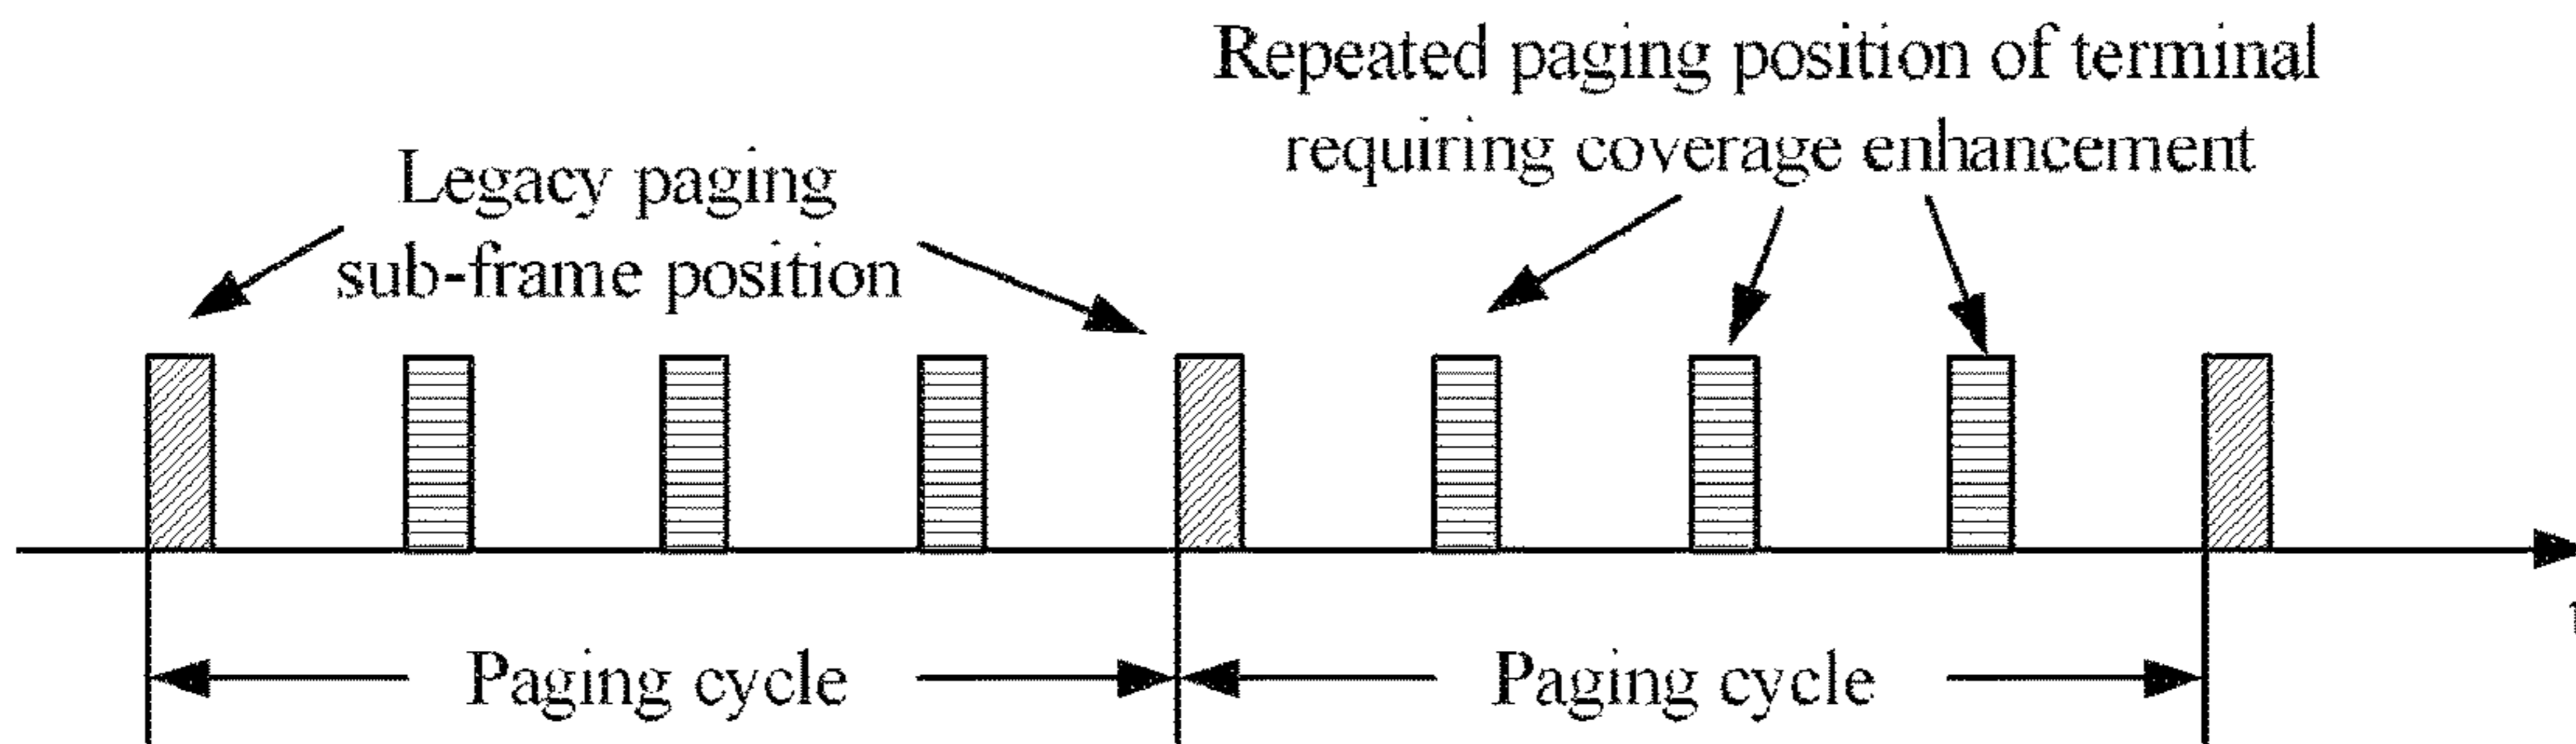 Repeated paging position of terminal
requiring coverage enhancement
Legacy paging
sub-frame position
Paging cycle
Paging cycle